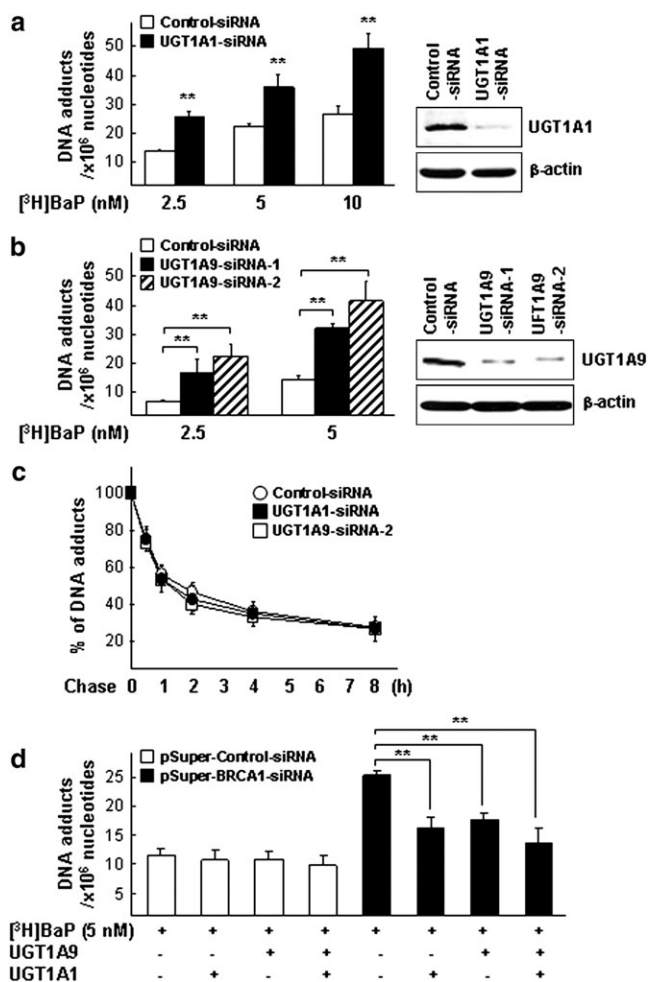 a
Control-siRNA
UGT1A1-siRNA
**
**
**
DNA adducts
/x10⁶ nucleotides
50
40
30
20
10
[³H]BaP (nM)
2.5 5 10
Control
-siRNA
UGT1A1
-siRNA
UGT1A1
β-actin
b
Control-siRNA
UGT1A9-siRNA-1
UGT1A9-siRNA-2
**
**
**
**
DNA adducts
/x10⁶ nucleotides
50
40
30
20
10
[³H]BaP (nM)
2.5 5
Control
-siRNA
UGT1A9
-siRNA-1
UFT1A9
-siRNA-2
UGT1A9
β-actin
c
Control-siRNA
UGT1A1-siRNA
UGT1A9-siRNA-2
% of DNA adducts
100
80
60
40
20
Chase 0 1 2 3 4 5 6 7 8 (h)
d
pSuper-Control-siRNA
pSuper-BRCA1-siRNA
**
**
**
DNA adducts
/x10⁶ nucleotides
25
20
15
10
5
[³H]BaP (5 nM) + + + + + + + +
UGT1A9 - - + + - - + +
UGT1A1 - + - + - + - +